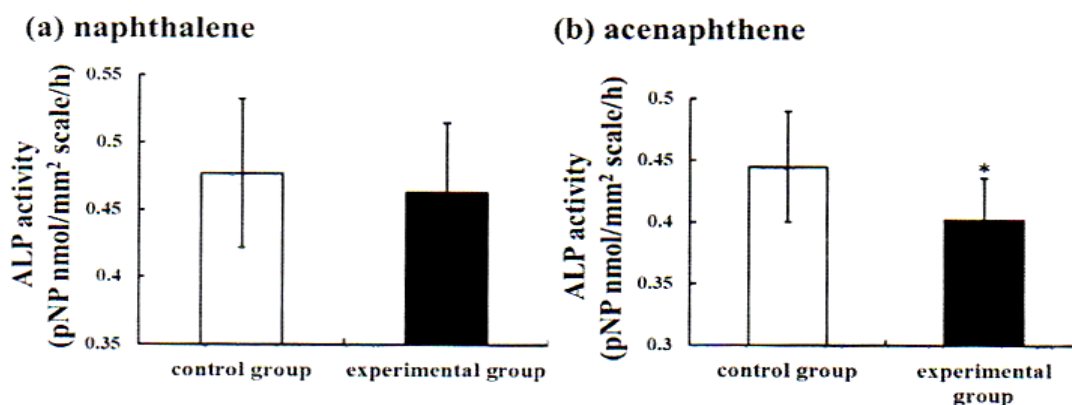 (a) naphthalene
ALP activity
(pNP nmol/mm² scale/h)
0.55
0.5
0.45
0.4
0.35
control group
experimental group
(b) acenaphthene
ALP activity
(pNP nmol/mm² scale/h)
0.5
0.45
0.4
0.35
0.3
*
control group
experimental
group